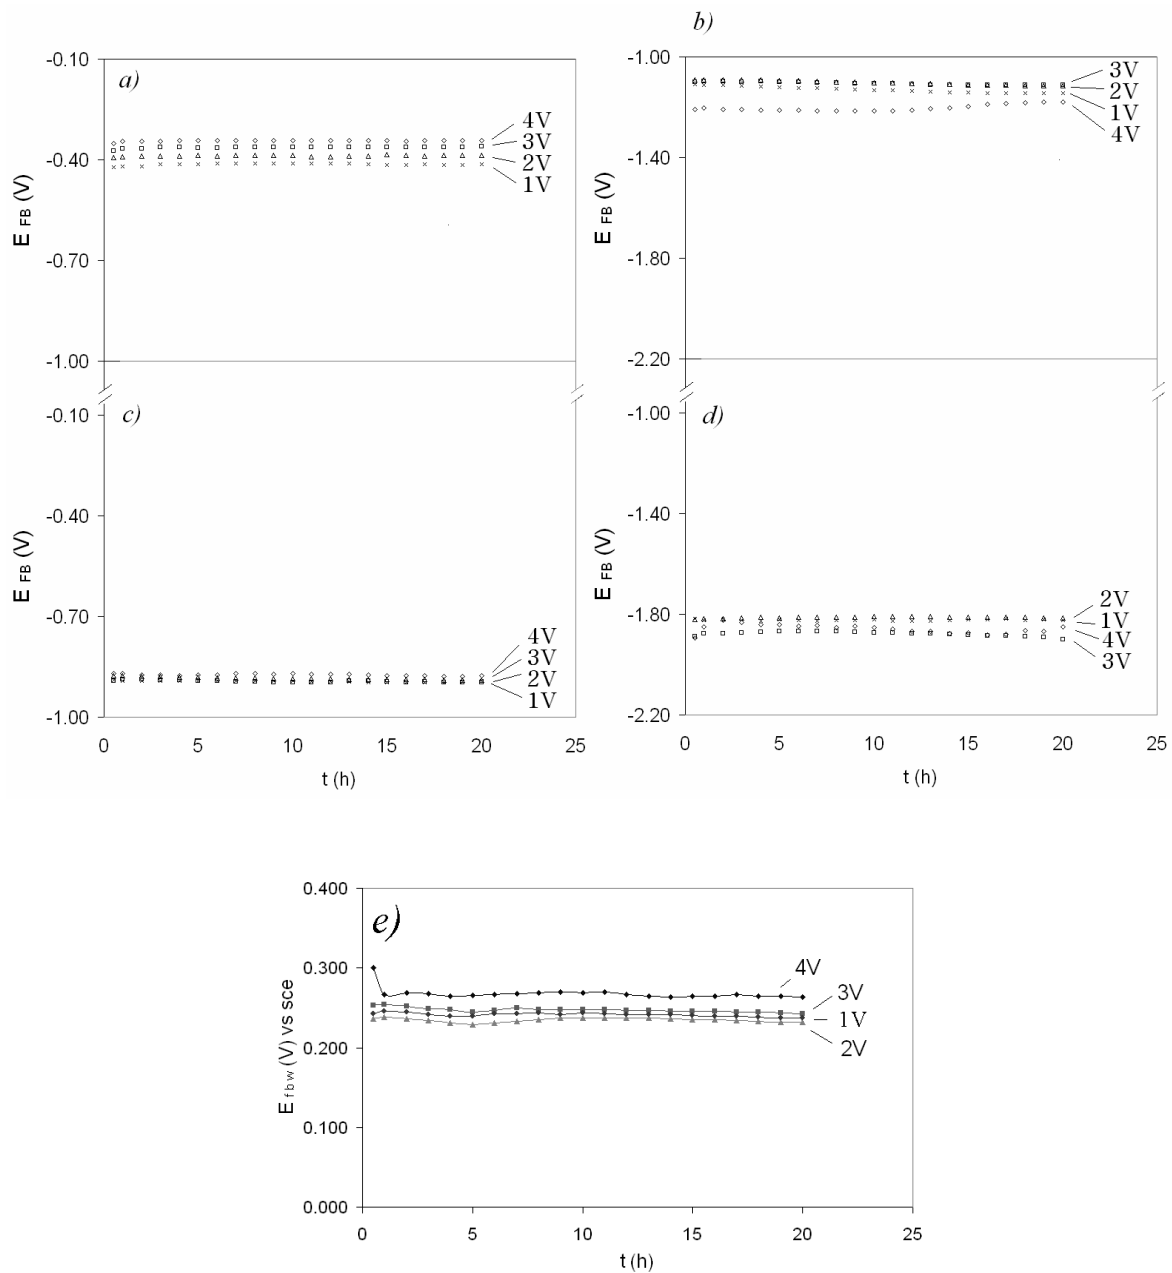 a)
-0.10
-0.40
-0.70
-1.00
E FB (V)
4V
3V
2V
1V
b)
-1.00
-1.40
-1.80
-2.20
E FB (V)
3V
2V
1V
4V
c)
-0.10
-0.40
-0.70
-1.00
E FB (V)
4V
3V
2V
1V
0 5 10 15 20 25
t (h)
d)
-1.00
-1.40
-1.80
-2.20
E FB (V)
2V
1V
4V
3V
0 5 10 15 20 25
t (h)
e)
0.400
0.300
0.200
0.100
0.000
E fbw (V) vs sce
4V
3V
1V
2V
0 5 10 15 20 25
t (h)